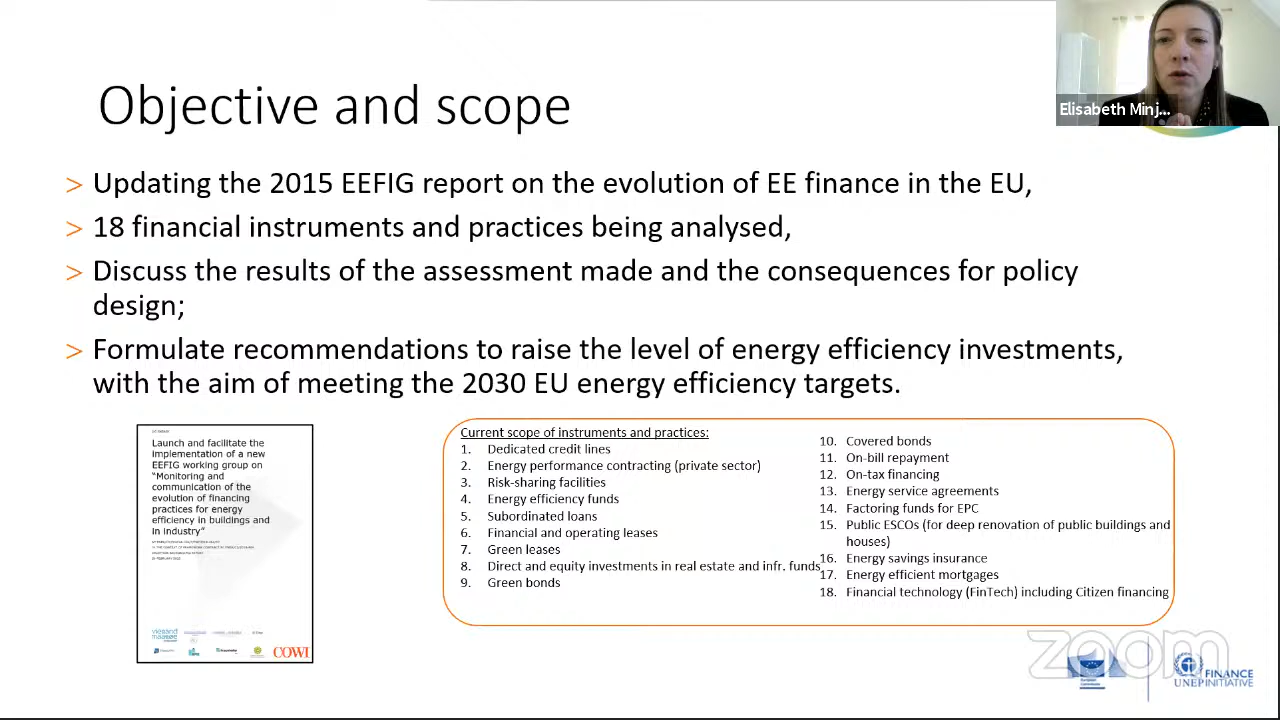 Objective and scope
Elisabeth Minj...
> Updating the 2015 EEFIG report on the evolution of EE finance in the EU,
> 18 financial instruments and practices being analysed,
> Discuss the results of the assessment made and the consequences for policy
design;
> Formulate recommendations to raise the level of energy efficiency investments,
with the aim of meeting the 2030 EU energy efficiency targets.
Launch and facilitate the
implementation of a new
EEFIG working group on
“Monitoring and
communication of the
evolution of financing
practices for energy
efficiency in buildings and
in industry”
COWI
Current scope of instruments and practices:
1. Dedicated credit lines
2. Energy performance contracting (private sector)
3. Risk-sharing facilities
4. Energy efficiency funds
5. Subordinated loans
6. Financial and operating leases
7. Green leases
8. Direct and equity investments in real estate and infr. funds
9. Green bonds
10. Covered bonds
11. On-bill repayment
12. On-tax financing
13. Energy service agreements
14. Factoring funds for EPC
15. Public ESCOs (for deep renovation of public buildings and
houses)
16. Energy savings insurance
17. Energy efficient mortgages
18. Financial technology (FinTech) including Citizen financing
zoom
European
Commission
UNEP
FINANCE
INITIATIVE